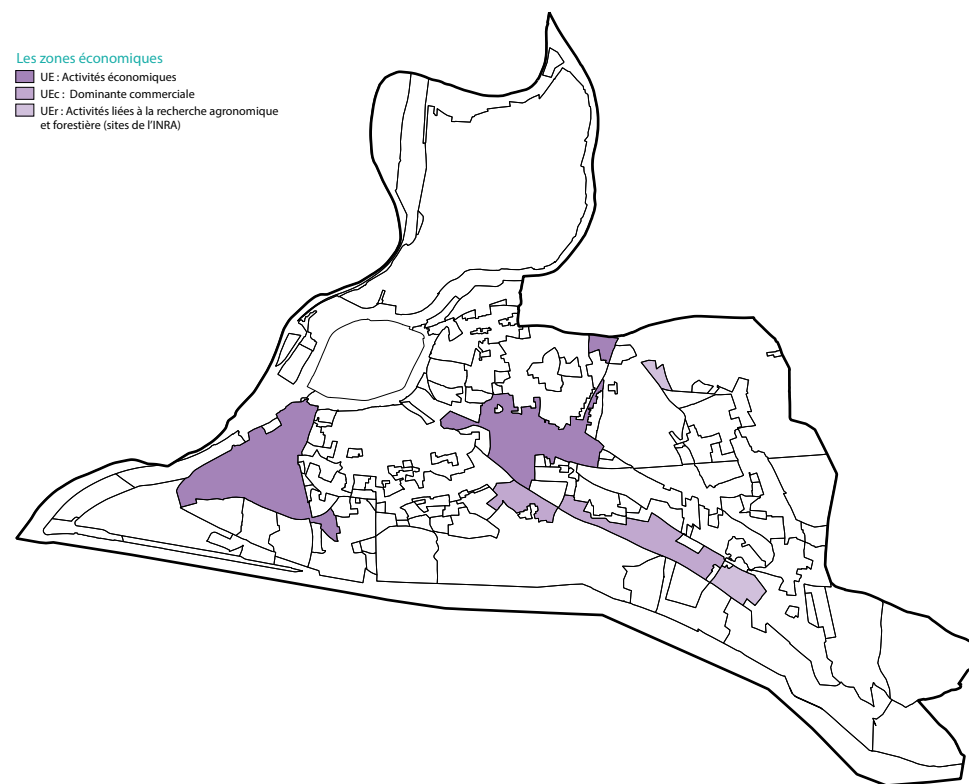 Les zones économiques
UE : Activités économiques
UEc : Dominante commerciale
UEr : Activités liées à la recherche agronomique
et forestière (sites de l'INRA)